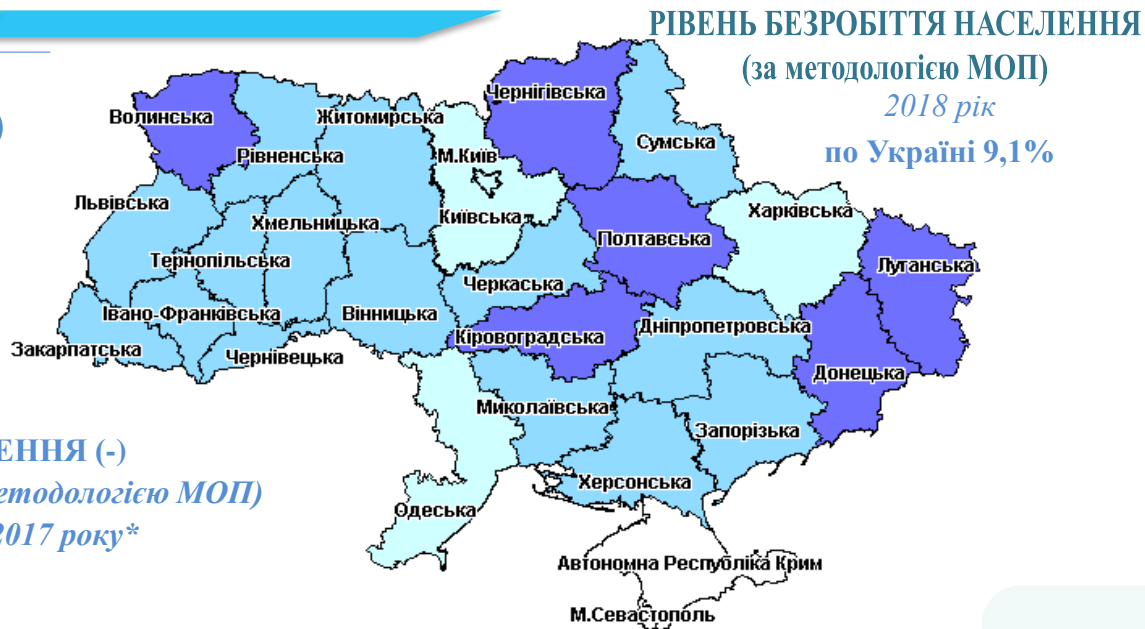 РІВЕНЬ БЕЗРОБІТТЯ НАСЕЛЕННЯ
(за методологією МОП)
2018 рік
по Україні 9,1%
)
Волинська
Рівненська
Житомирська
Чернігівська
М.Київ
Сумська
Львівська
Хмельницька
Київська
Полтавська
Харківська
Луганська
Тернопільська
Черкаська
Івано-Франківська
Вінницька
Кіровоградська
Дніпропетровська
Закарпатська
Чернівецька
Донецька
Миколаївська
Запорізька
Херсонська
Одеська
Автономна Республіка Крим
М.Севастополь
ЕННЯ (-)
етодологією МОП)
2017 року*